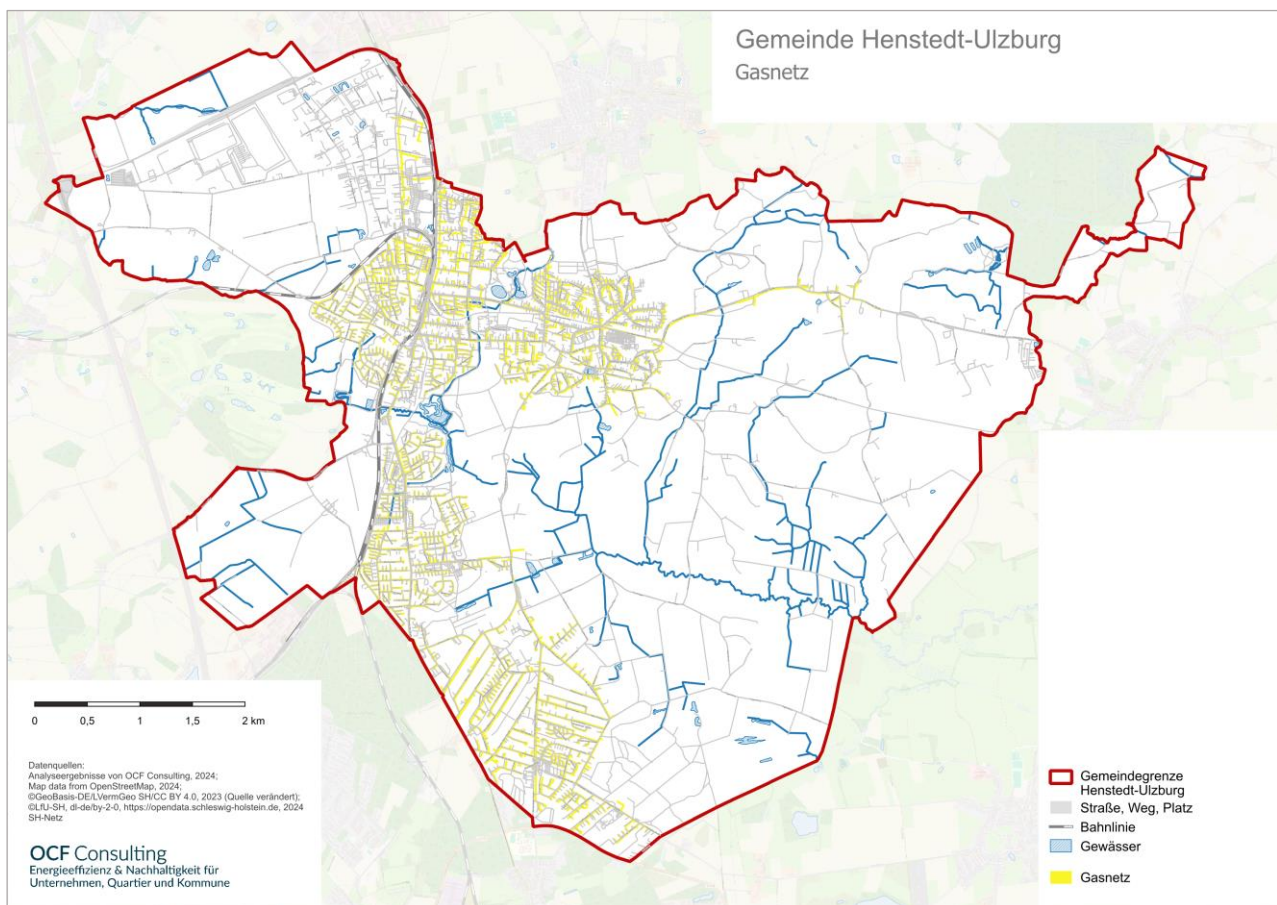 Gemeinde Henstedt-Ulzburg
Gasnetz
0 0,5 1 1,5 2 km
Datenquellen:
Analyseergebnisse von OCF Consulting, 2024;
Map data from OpenStreetMap, 2024;
©GeoBasis-DE/LVermGeo SH/CC BY 4.0, 2023 (Quelle verändert);
©LfU-SH, dl-de/by-2-0, https://opendata.schleswig-holstein.de, 2024
SH-Netz
OCF Consulting
Energieeffizienz & Nachhaltigkeit für
Unternehmen, Quartier und Kommune
Gemeindegrenze
Henstedt-Ulzburg
Straße, Weg, Platz
Bahnlinie
Gewässer
Gasnetz